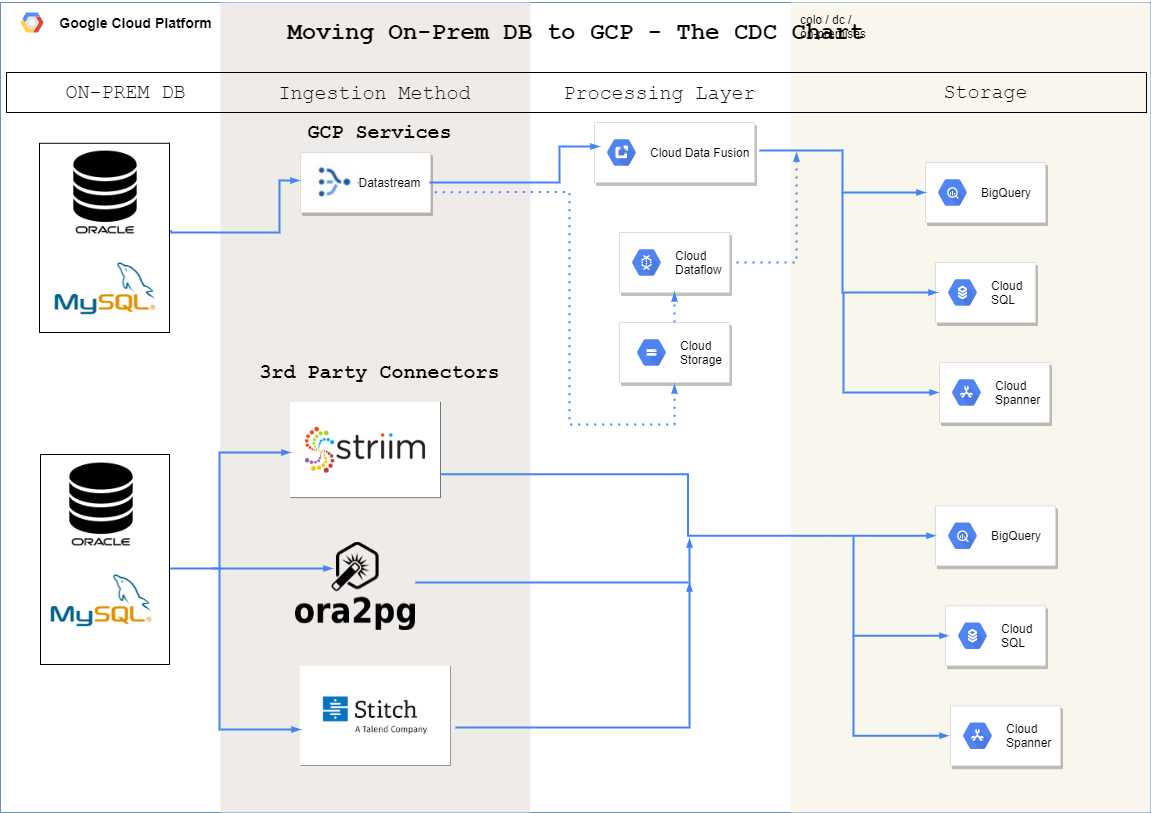 Google Cloud Platform
Moving On-Prem DB to GCP - The CDC Chart
colo / dc /
on-premises
ON-PREM DB
Ingestion Method
Processing Layer
Storage
GCP Services
ORACLE
MySQL®
Datastream
Cloud Data Fusion
Cloud
Dataflow
Cloud
Storage
BigQuery
Cloud
SQL
Cloud
Spanner
3rd Party Connectors
ORACLE
MySQL®
striim
ora2pg
Stitch
A Talend Company
BigQuery
Cloud
SQL
Cloud
Spanner